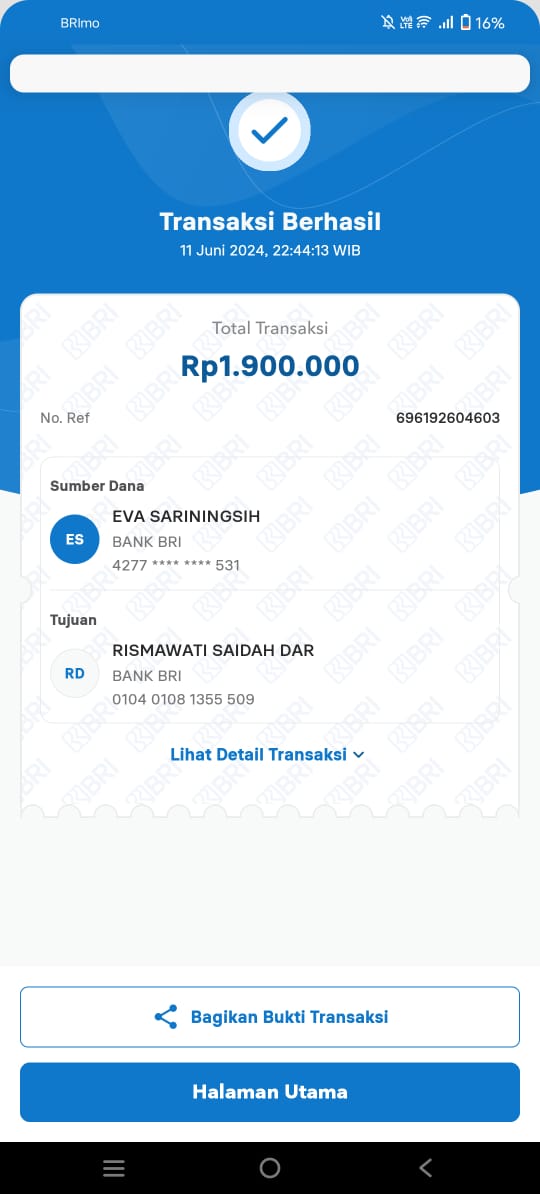 BRImo
VoLTE
16%
Transaksi Berhasil
11 Juni 2024, 22:44:13 WIB
Total Transaksi
Rp1.900.000
No. Ref
696192604603
Sumber Dana
ES
EVA SARININGSIH
BANK BRI
4277 **** **** 531
Tujuan
RD
RISMAWATI SAIDAH DAR
BANK BRI
0104 0108 1355 509
Lihat Detail Transaksi
Bagikan Bukti Transaksi
Halaman Utama